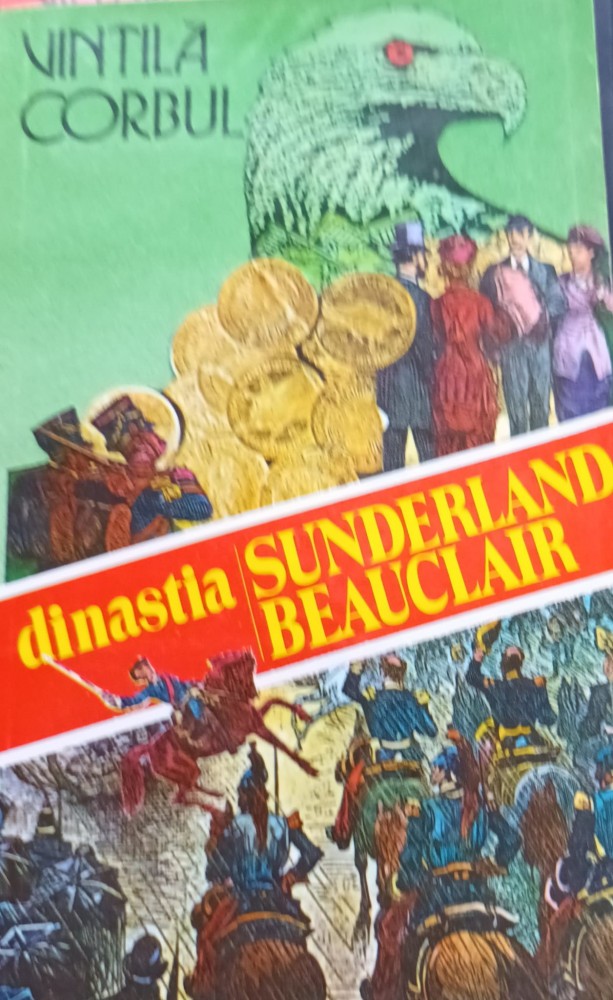 VINTILĂ
CORBUL
dinastia
SUNDERLAND
BEAUCLAIR